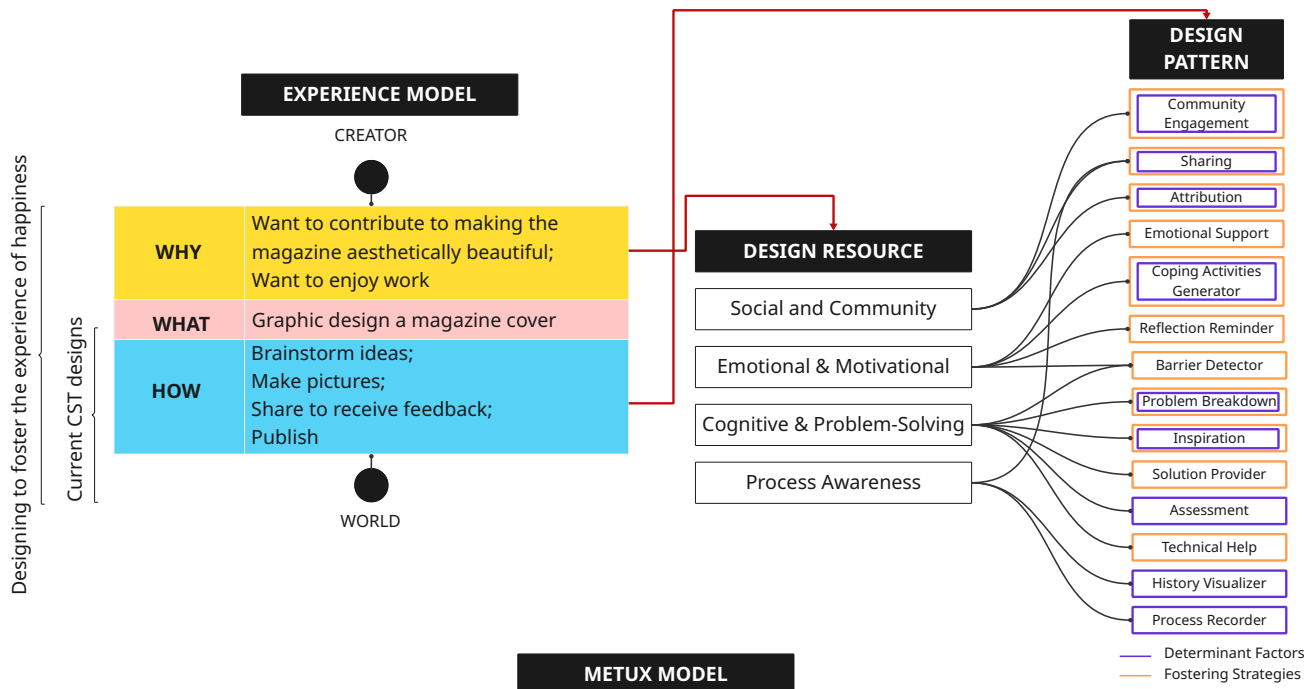 Designing to foster the experience of happiness
Current CST designs
EXPERIENCE MODEL
CREATOR
WHY
Want to contribute to making the
magazine aesthetically beautiful;
Want to enjoy work
WHAT
Graphic design a magazine cover
HOW
Brainstorm ideas;
Make pictures;
Share to receive feedback;
Publish
WORLD
DESIGN RESOURCE
Social and Community
Emotional & Motivational
Cognitive & Problem-Solving
Process Awareness
DESIGN
PATTERN
Community
Engagement
Sharing
Attribution
Emotional Support
Coping Activities
Generator
Reflection Reminder
Barrier Detector
Problem Breakdown
Inspiration
Solution Provider
Assessment
Technical Help
History Visualizer
Process Recorder
Determinant Factors
Fostering Strategies
METUX MODEL